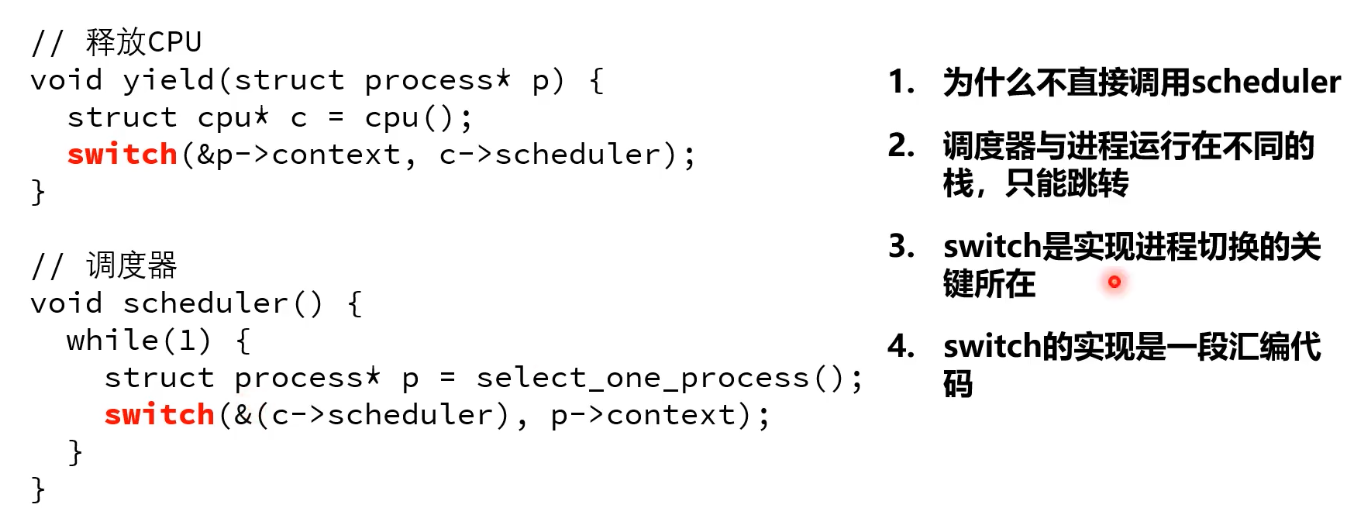 // 释放CPU
void yield(struct process* p) {
  struct cpu* c = cpu();
  switch(&p->context, c->scheduler);
}
// 调度器
void scheduler() {
  while(1) {
    struct process* p = select_one_process();
    switch(&(c->scheduler), p->context);
  }
}
1. 为什么不直接调用scheduler
2. 调度器与进程运行在不同的
栈，只能跳转
3. switch是实现进程切换的关
键所在
4. switch的实现是一段汇编代
码